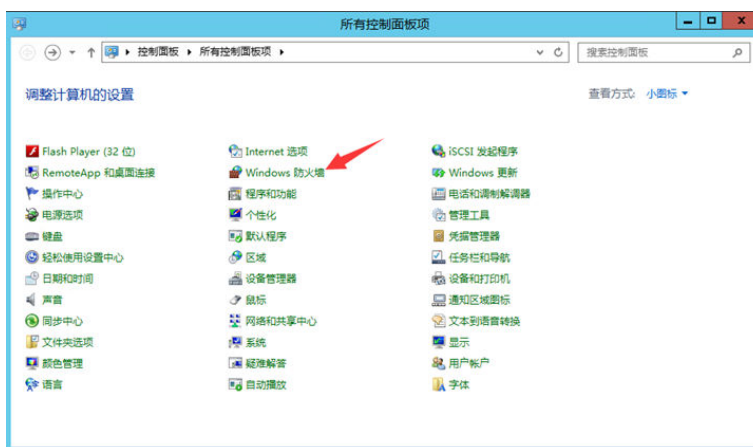 所有控制面板项
控制面板 所有控制面板项 搜索控制面板
调整计算机的设置 查看方式: 小图标
Flash Player (32 位) Internet 选项 iSCSI 发起程序
RemoteApp 和桌面连接 Windows 防火墙 Windows 更新
操作中心 程序和功能 电话和调制解调器
电源选项 个性化 管理工具
键盘 默认程序 凭据管理器
轻松使用设置中心 区域 任务栏和导航
日期和时间 设备管理器 设备和打印机
声音 鼠标 通知区域图标
同步中心 网络和共享中心 文本到语音转换
文件夹选项 系统 显示
颜色管理 疑难解答 用户帐户
语言 自动播放 字体